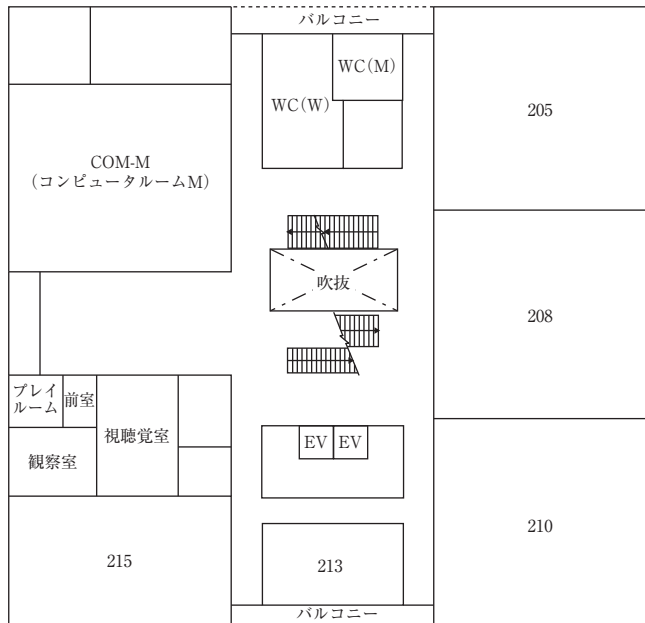 バルコニー
WC(M)
WC(W)
205
COM-M
(コンピュータルームM)
208
吹抜
プレイ
ルーム
前室
視聴覚室
観察室
EV
EV
210
215
213
バルコニー